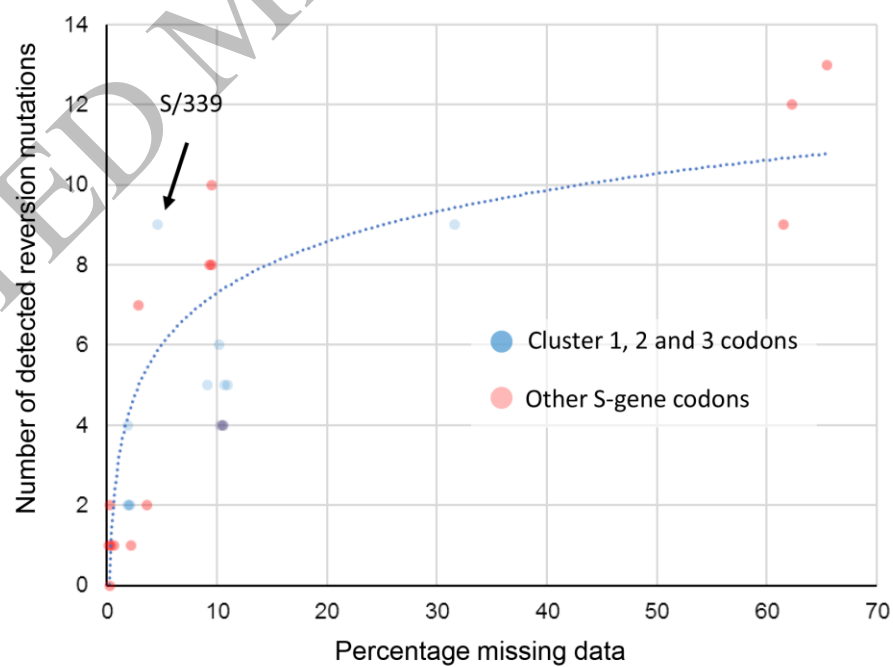 TED M
Number of detected reversion mutations
14
12
10
8
6
4
2
0
S/339
Cluster 1, 2 and 3 codons
Other S-gene codons
0 10 20 30 40 50 60 70
Percentage missing data